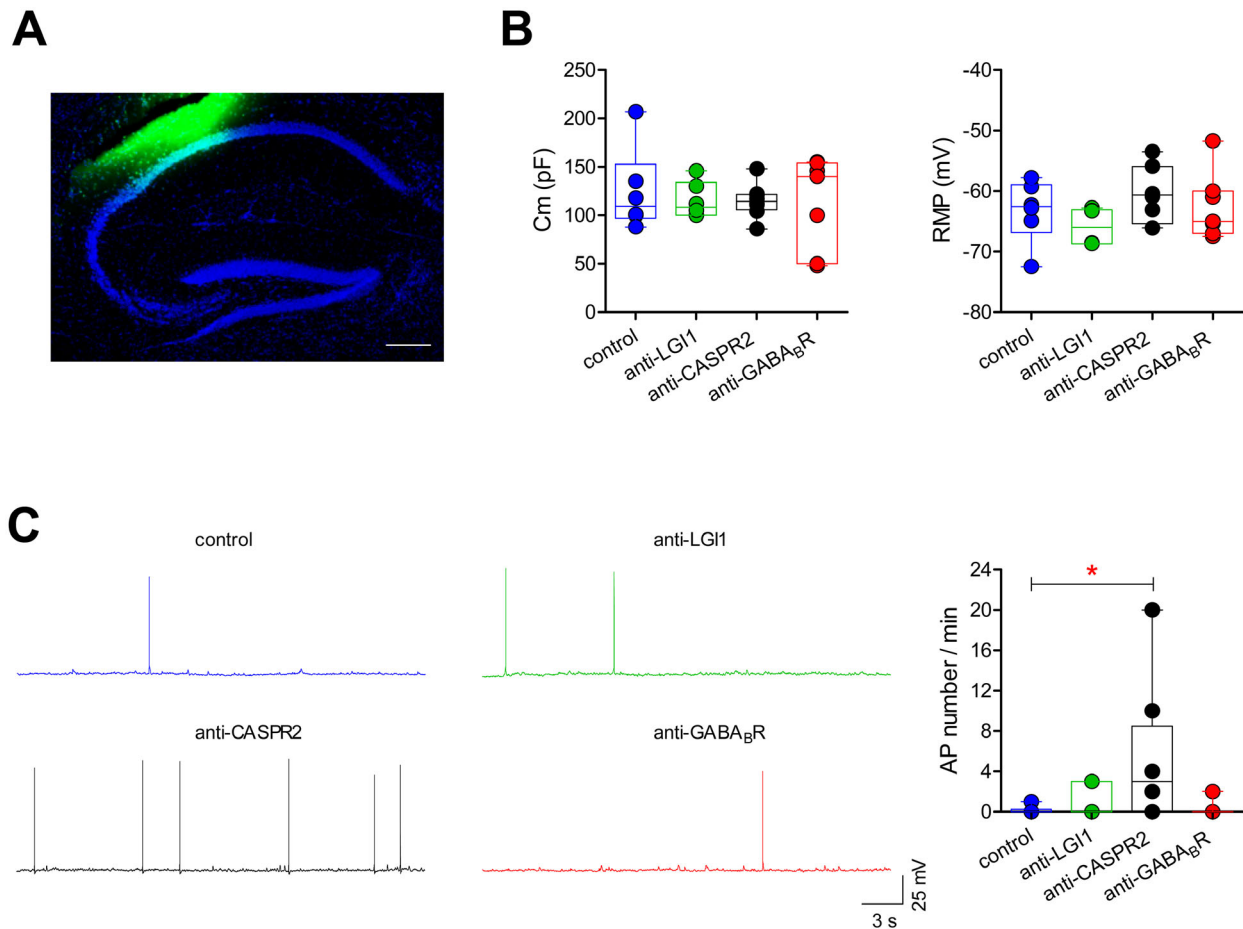 A
B
250
200
150
100
50
0
Cm (pF)
control
anti-LGI1
anti-CASPR2
anti-GABABR
-40
-50
-60
-70
-80
RMP (mV)
control
anti-LGI1
anti-CASPR2
anti-GABABR
C
control
anti-LGI1
anti-CASPR2
anti-GABABR
3 s
25 mV
24
20
16
12
8
4
0
AP number / min
*
control
anti-LGI1
anti-CASPR2
anti-GABABR